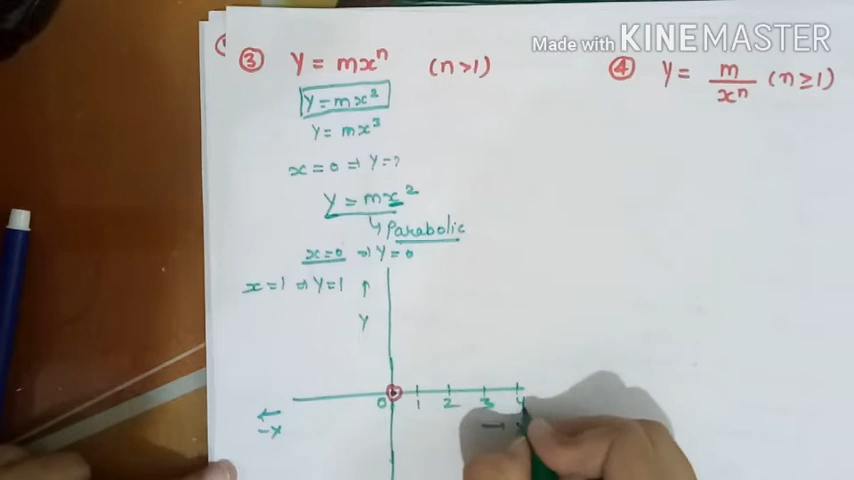 Made with KINEMASTER
③ y = mxⁿ (n>1)
y = mx²
y = mx³
x = 0 ⇒ y = ?
y = mx²
↳ Parabolic
x=0 ⇒ y = 0
x = 1 ⇒ y = 1 ↑
y
0 1 2 3 4
←
-x
④ y = m/xⁿ (n ≥ 1)